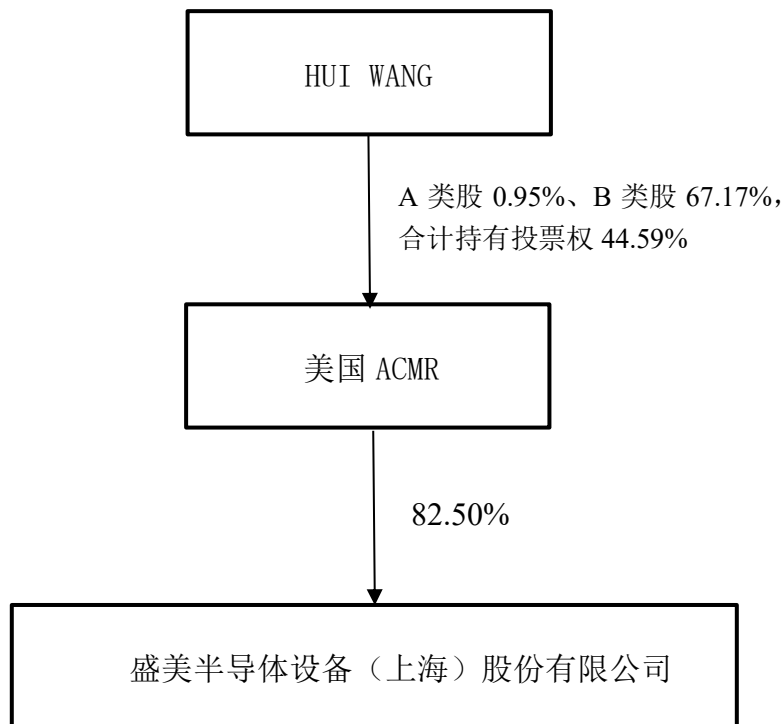 HUI WANG
A 类股 0.95%、B 类股 67.17%，
合计持有投票权 44.59%
美国 ACMR
82.50%
盛美半导体设备（上海）股份有限公司